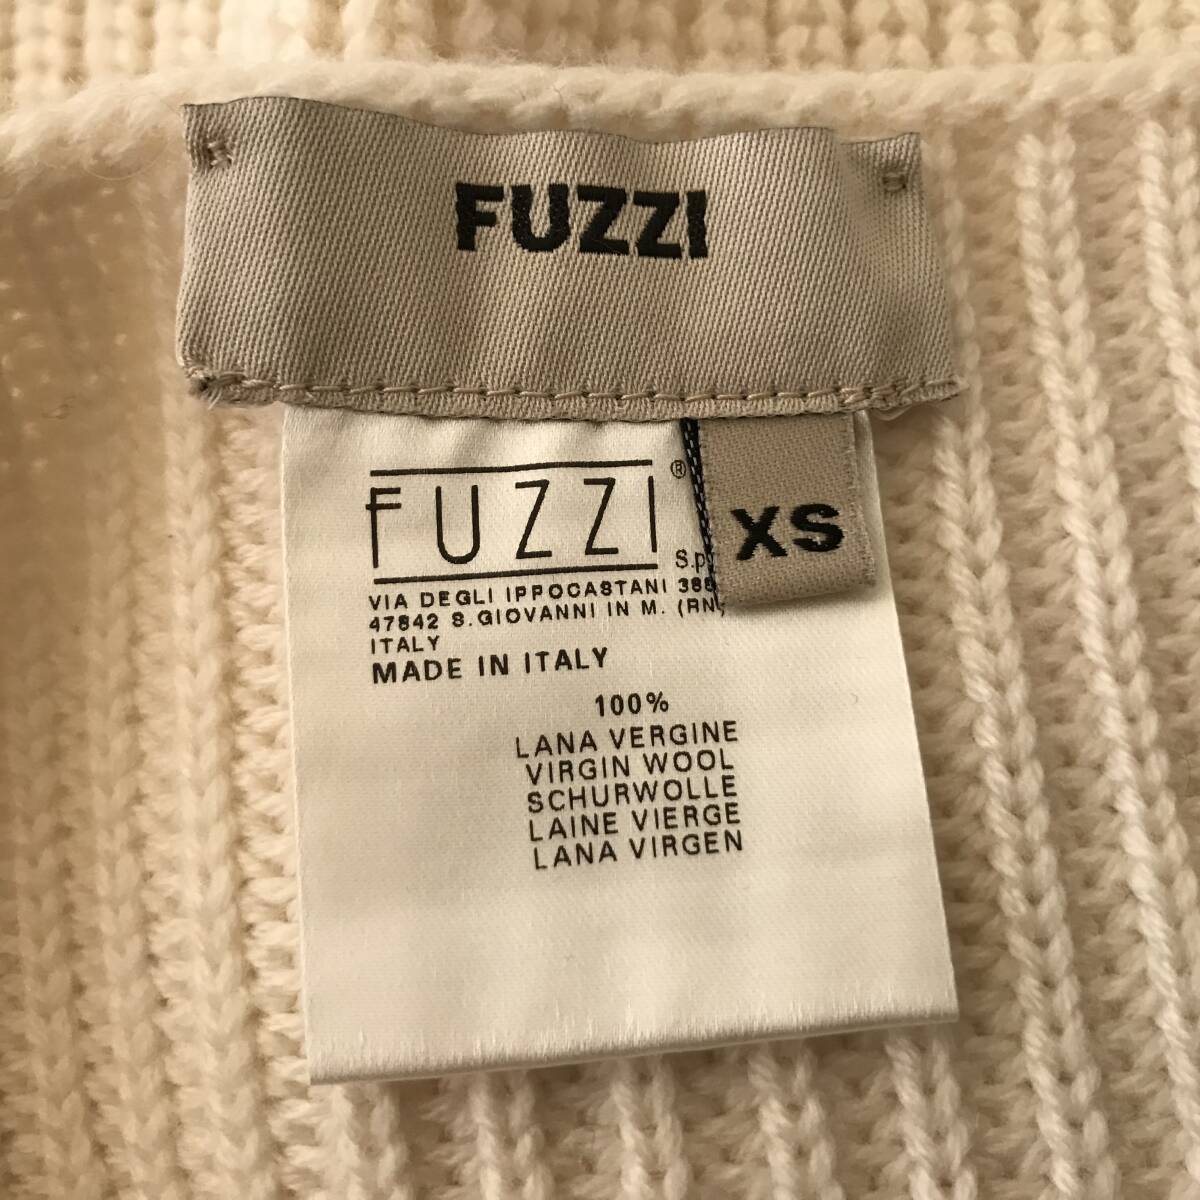 FUZZI
FUZZI®
XS
VIA DEGLI IPPOCASTANI
47842 S.GIOVANNI IN M. (RN)
ITALY
MADE IN ITALY
100%
LANA VERGINE
VIRGIN WOOL
SCHURWOLLE
LAINE VIERGE
LANA VIRGEN